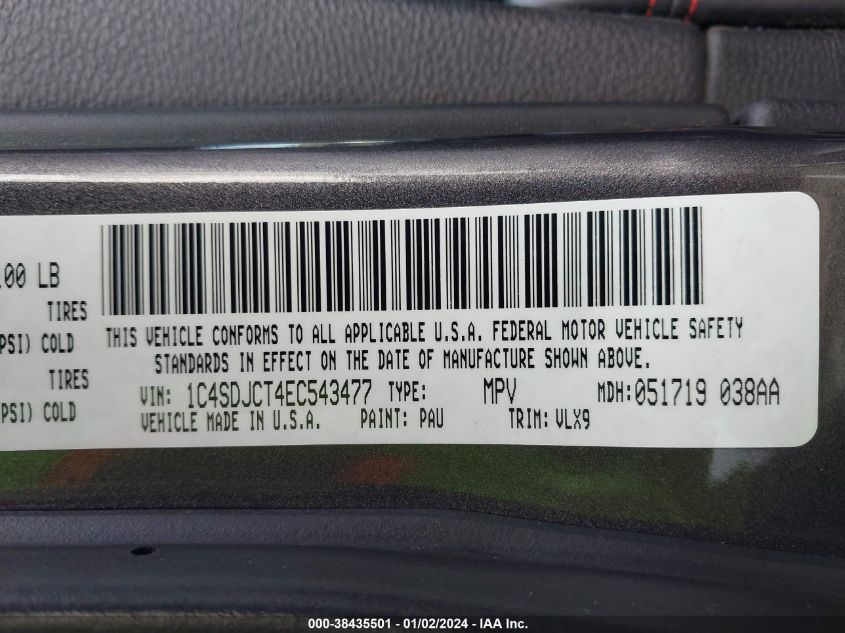 .00 LB
TIRES
PSI) COLD
TIRES
PSI) COLD
THIS VEHICLE CONFORMS TO ALL APPLICABLE U.S.A. FEDERAL MOTOR VEHICLE SAFETY
STANDARDS IN EFFECT ON THE DATE OF MANUFACTURE SHOWN ABOVE.
VIN: 1C4SDJCT4EC543477 TYPE: MPV MDH:051719 038AA
VEHICLE MADE IN U.S.A. PAINT: PAU TRIM: VLX9
000-38435501 - 01/02/2024 - IAA Inc.